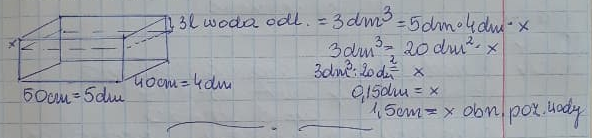 3l woda odl. = 3dm³ = 5dm · 4dm · x
x
3dm³ = 20dm² · x
3dm³ : 20dm² = x
40cm = 4dm
0,15dm = x
50cm = 5dm
1,5cm = x obn. poz. wody